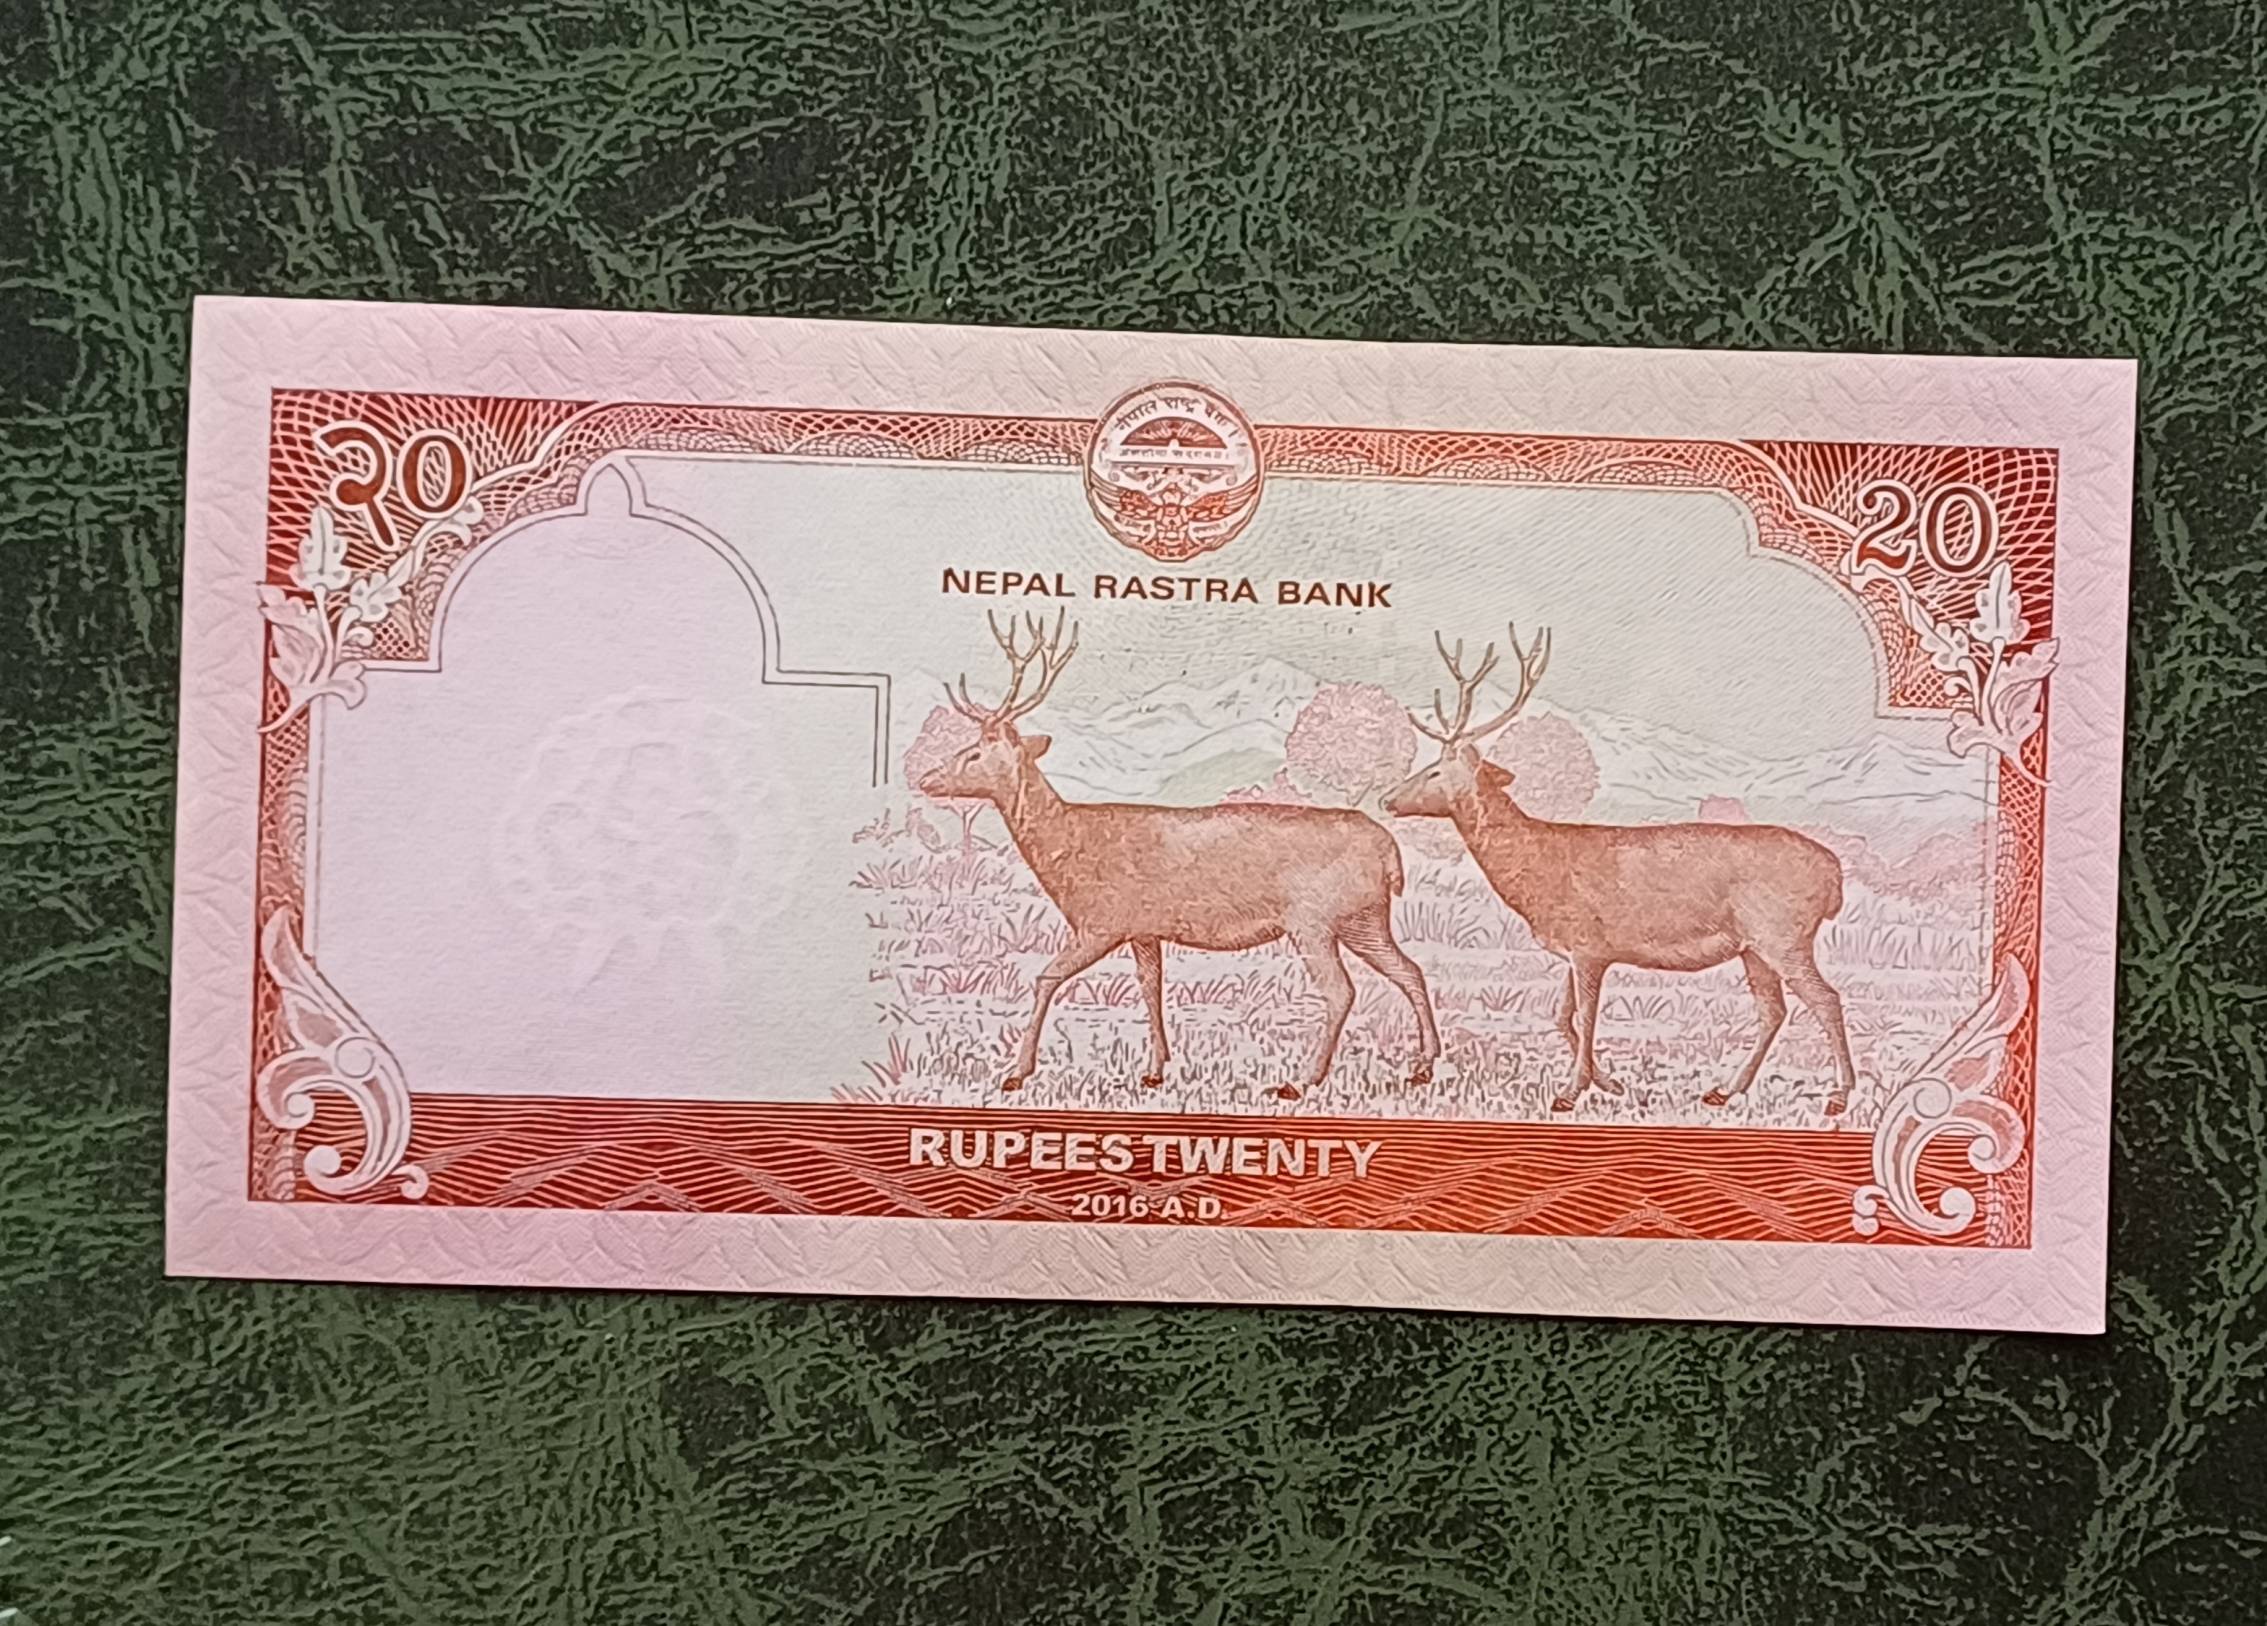 २० 20
नेपाल राष्ट्र बैंक
NEPAL RASTRA BANK
RUPEES TWENTY
2016 A.D.